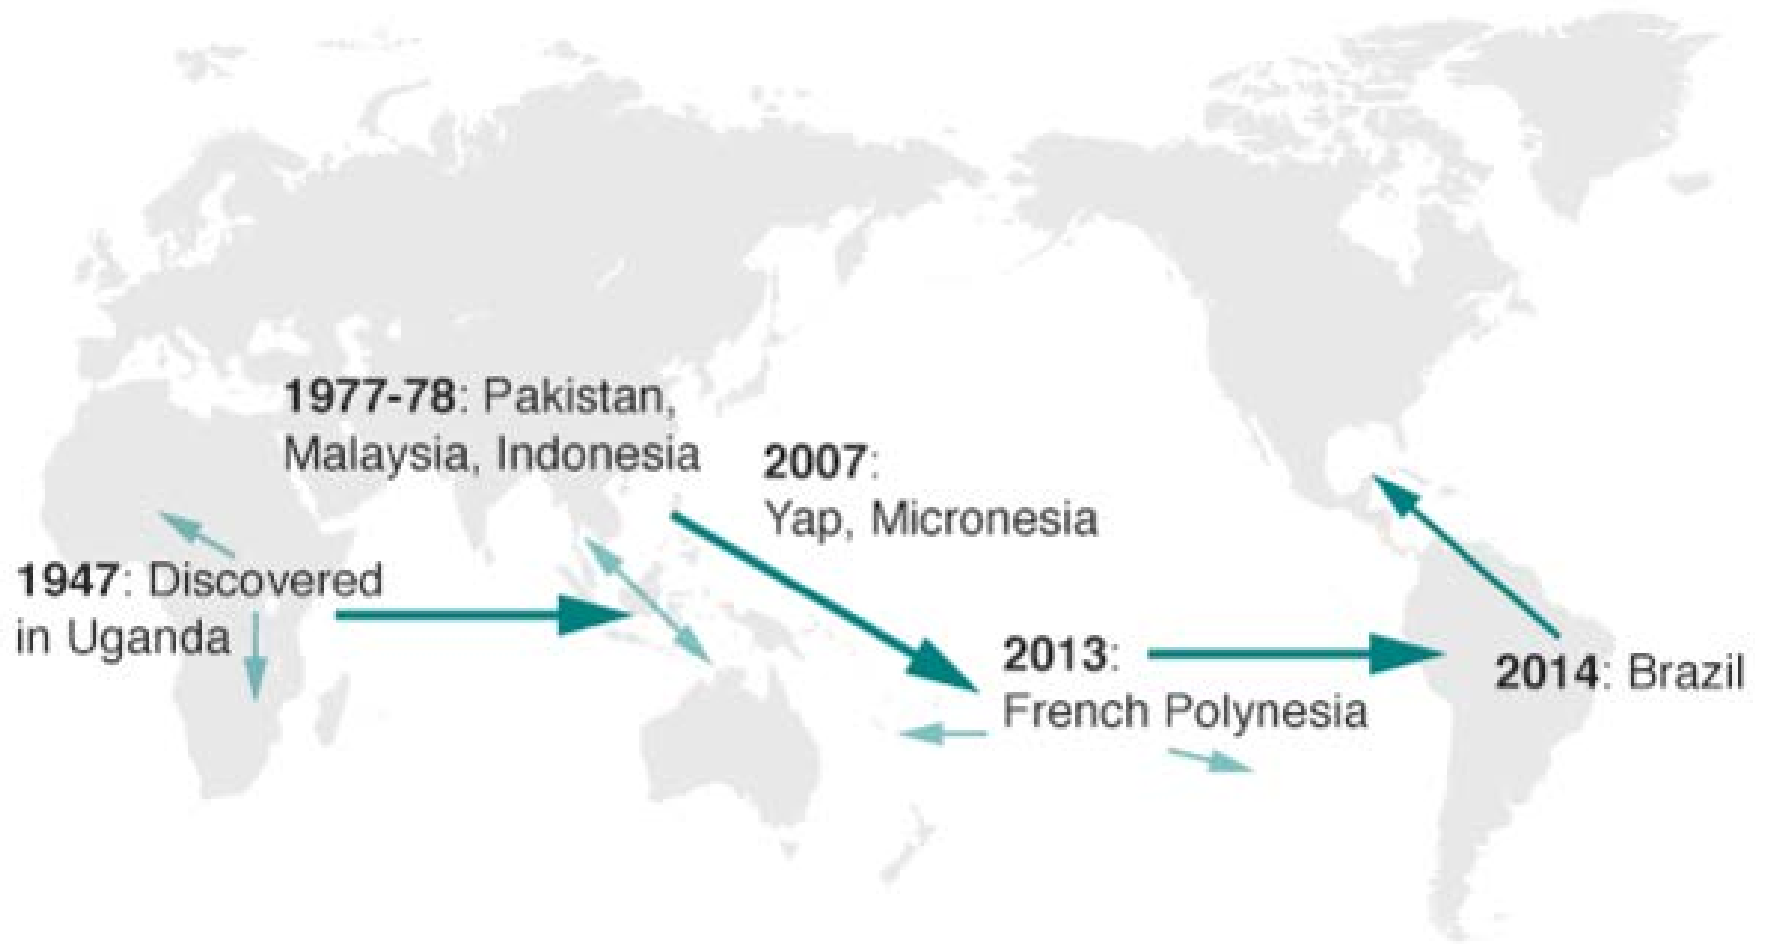 1977-78: Pakistan,
Malaysia, Indonesia
2007:
Yap, Micronesia
1947: Discovered
in Uganda
2013:
French Polynesia
2014: Brazil